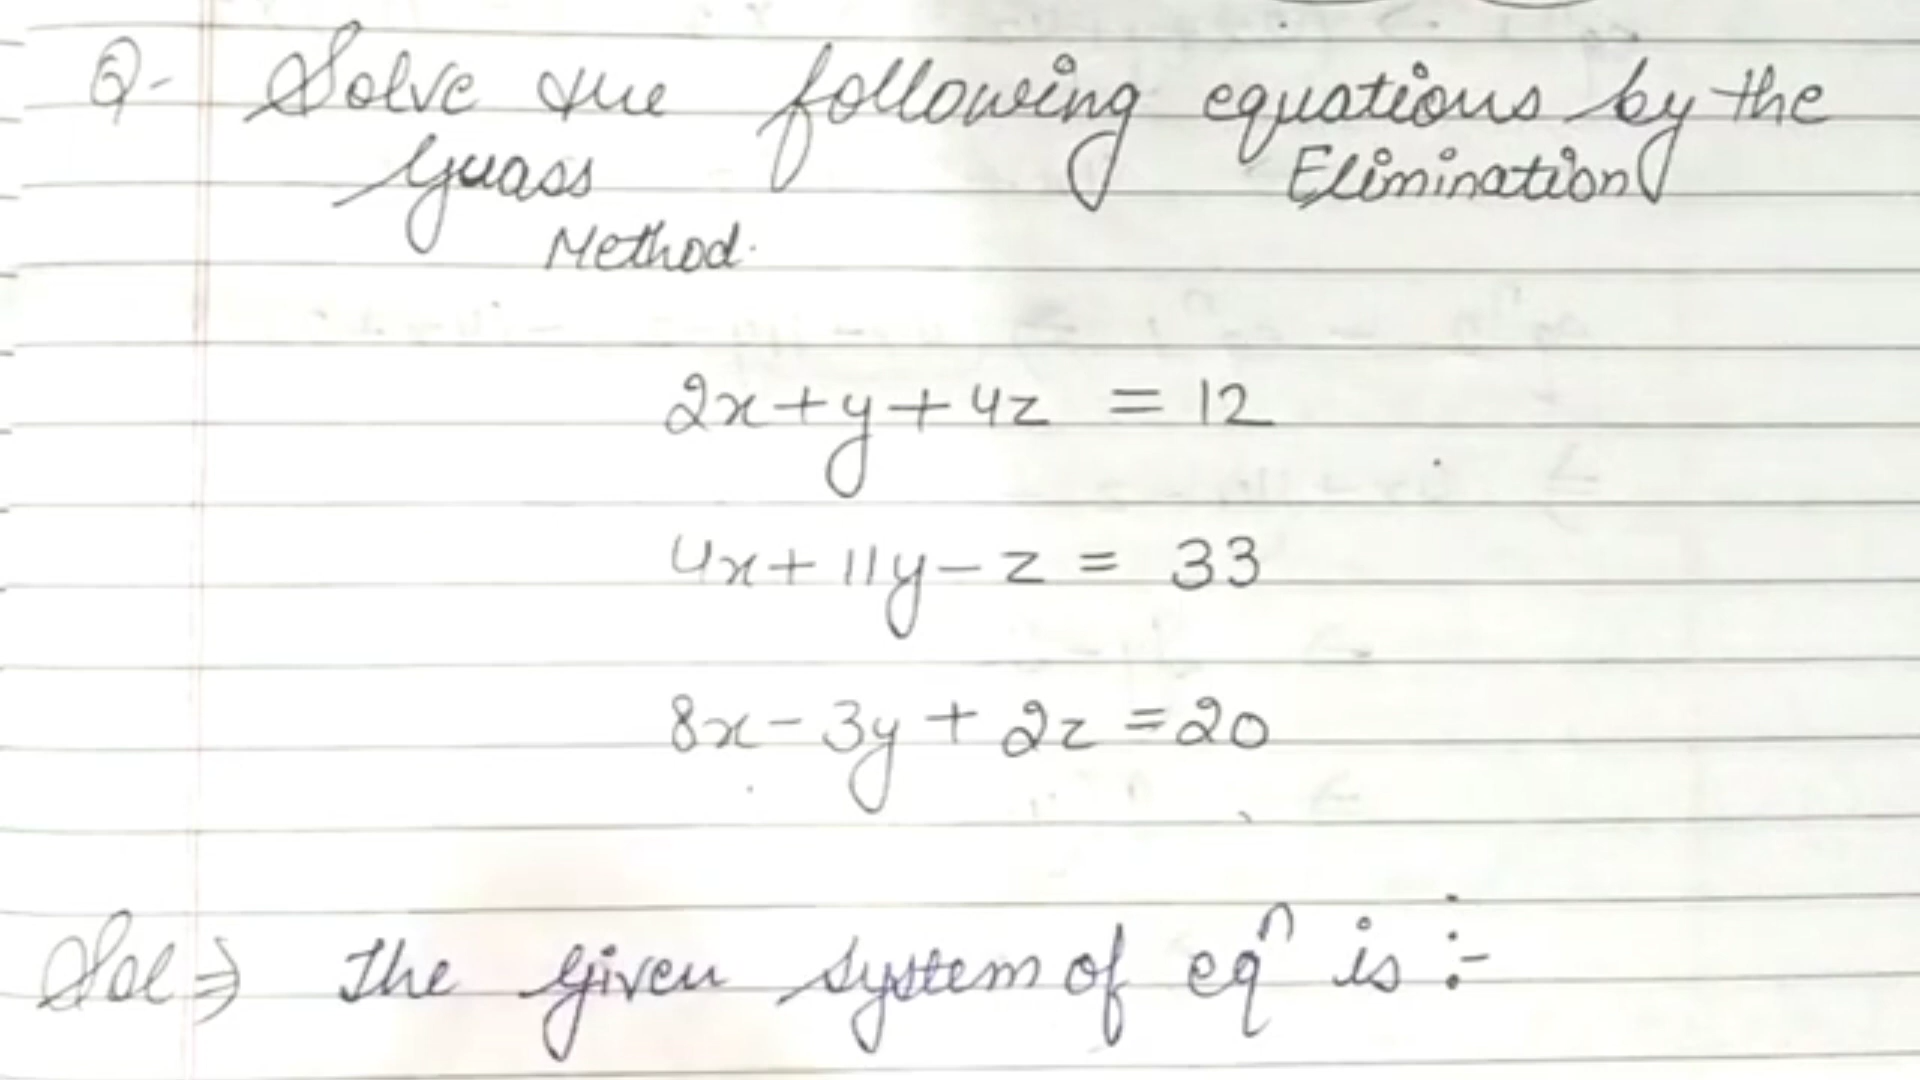 Q- Solve the following equations by the
Guass Elimination
Method.
2x+y+4z = 12
4x+11y-z = 33
8x-3y+2z=20
Sol ⇒ The given system of eqⁿ is :-